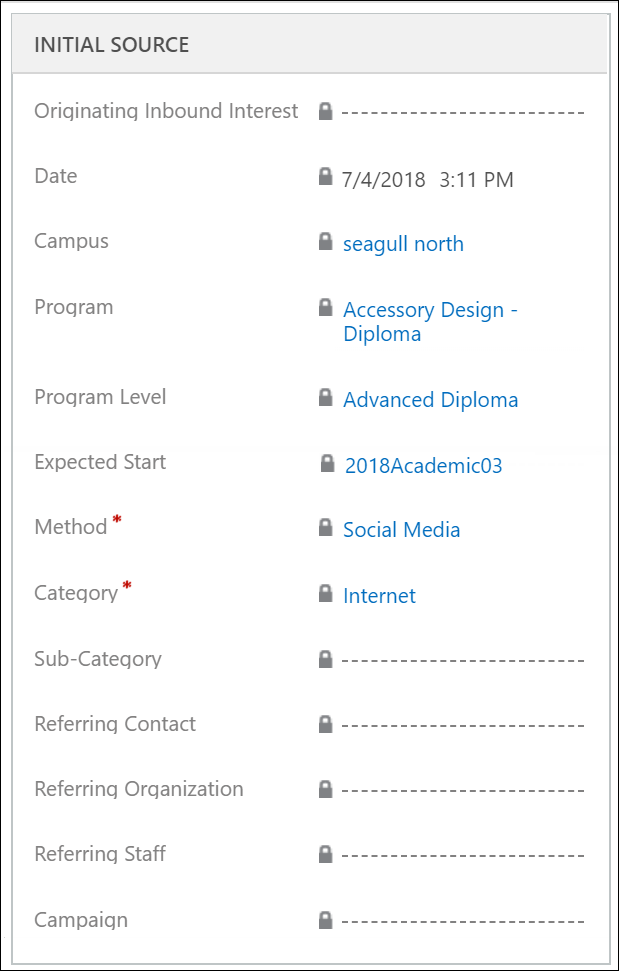 INITIAL SOURCE
Originating Inbound Interest ------------------------------
Date 7/4/2018 3:11 PM
Campus seagull north
Program Accessory Design -
Diploma
Program Level Advanced Diploma
Expected Start 2018Academic03
Method * Social Media
Category * Internet
Sub-Category ------------------------------
Referring Contact ------------------------------
Referring Organization ------------------------------
Referring Staff ------------------------------
Campaign ------------------------------